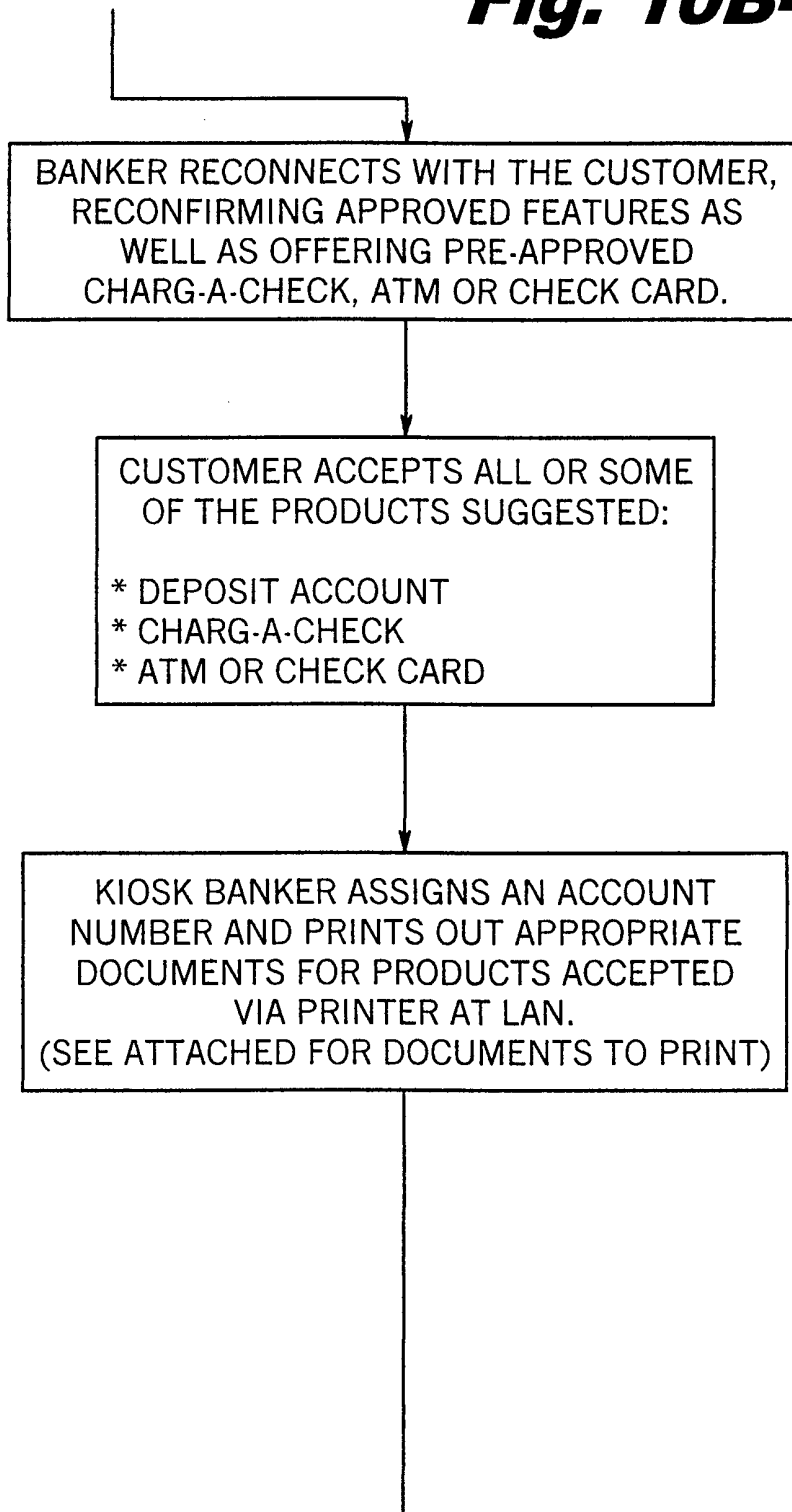 Fig. 10B-
BANKER RECONNECTS WITH THE CUSTOMER,
RECONFIRMING APPROVED FEATURES AS
WELL AS OFFERING PRE-APPROVED
CHARG-A-CHECK, ATM OR CHECK CARD.
CUSTOMER ACCEPTS ALL OR SOME
OF THE PRODUCTS SUGGESTED:
* DEPOSIT ACCOUNT
* CHARG-A-CHECK
* ATM OR CHECK CARD
KIOSK BANKER ASSIGNS AN ACCOUNT
NUMBER AND PRINTS OUT APPROPRIATE
DOCUMENTS FOR PRODUCTS ACCEPTED
VIA PRINTER AT LAN.
(SEE ATTACHED FOR DOCUMENTS TO PRINT)